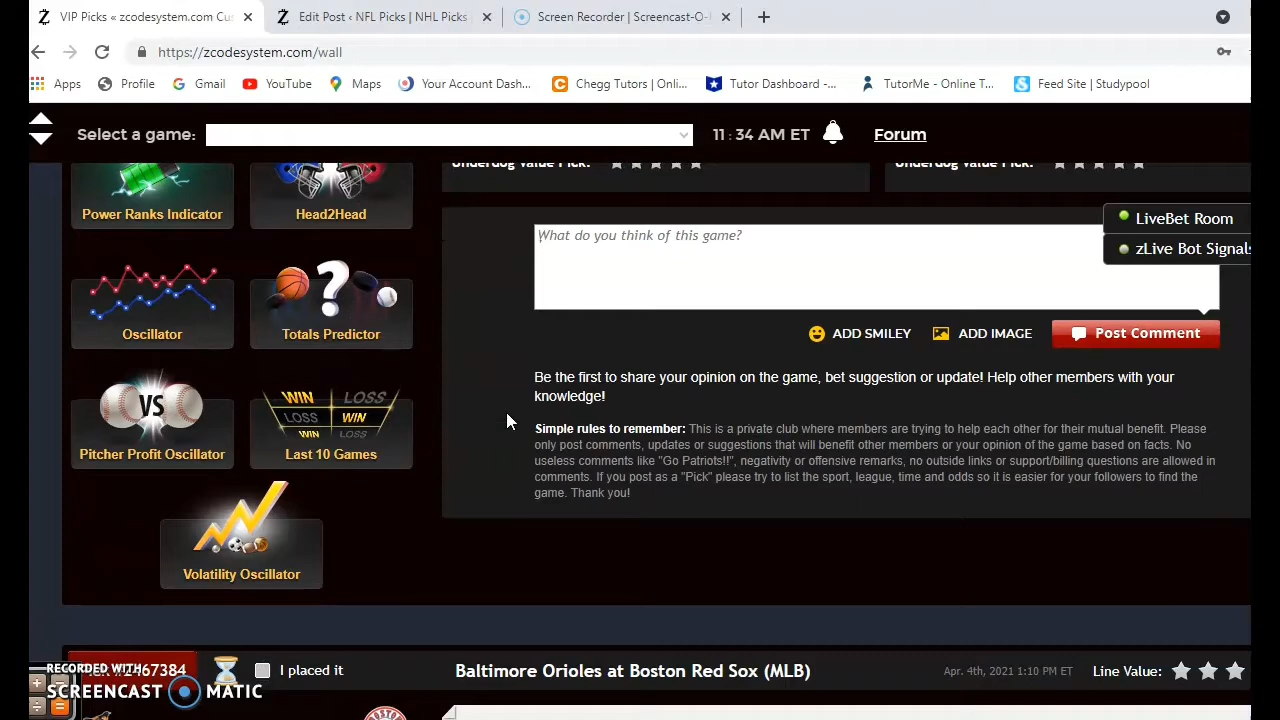 VIP Picks « zcodesystem.com Cus
Edit Post ‹ NFL Picks | NHL Picks
Screen Recorder | Screencast-O-
https://zcodesystem.com/wall
Apps
Profile
Gmail
YouTube
Maps
Your Account Dash...
Chegg Tutors | Onli...
Tutor Dashboard -...
TutorMe - Online T...
Feed Site | Studypool
Select a game:
11 : 34 AM ET
Forum
Underdog Value Pick:
Underdog Value Pick:
Power Ranks Indicator
Head2Head
What do you think of this game?
LiveBet Room
zLive Bot Signals
Oscillator
Totals Predictor
ADD SMILEY
ADD IMAGE
Post Comment
Be the first to share your opinion on the game, bet suggestion or update! Help other members with your
knowledge!
VS
Pitcher Profit Oscillator
WIN LOSS
LOSS WIN
WIN LOSS
Last 10 Games
Simple rules to remember: This is a private club where members are trying to help each other for their mutual benefit. Please
only post comments, updates or suggestions that will benefit other members or your opinion of the game based on facts. No
useless comments like "Go Patriots!!", negativity or offensive remarks, no outside links or support/billing questions are allowed in
comments. If you post as a "Pick" please try to list the sport, league, time and odds so it is easier for your followers to find the
game. Thank you!
Volatility Oscillator
67384
I placed it
Baltimore Orioles at Boston Red Sox (MLB)
Apr. 4th, 2021 1:10 PM ET
Line Value:
RECORDED WITH
SCREENCAST MATIC